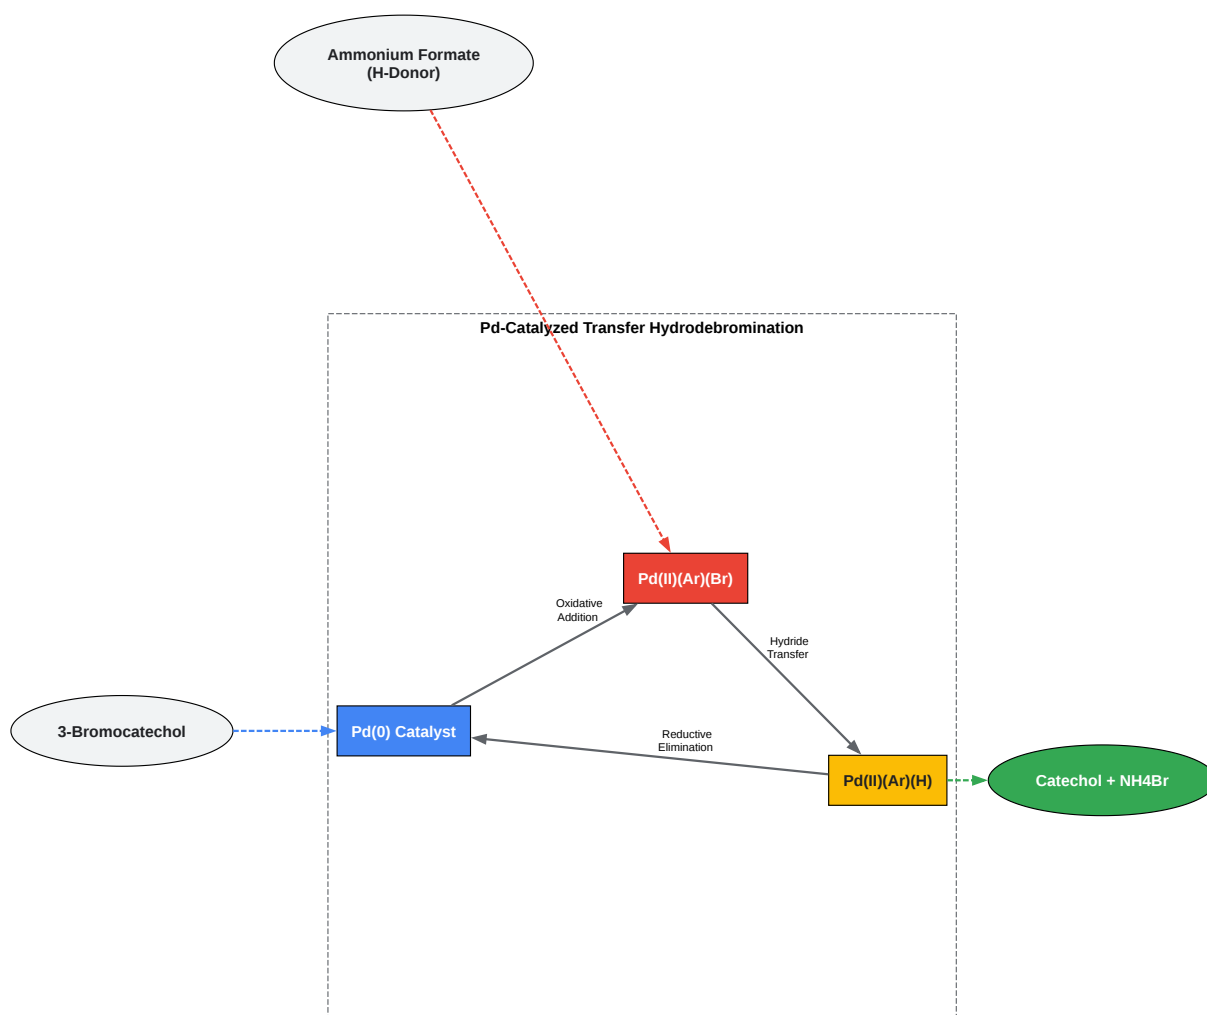 Ammonium Formate
(H-Donor)
Pd-Catalyzed Transfer Hydrodebromination
Pd(II)(Ar)(Br)
Oxidative
Addition
Hydride
Transfer
3-Bromocatechol
Pd(0) Catalyst
Reductive
Elimination
Pd(II)(Ar)(H)
Catechol + NH4Br